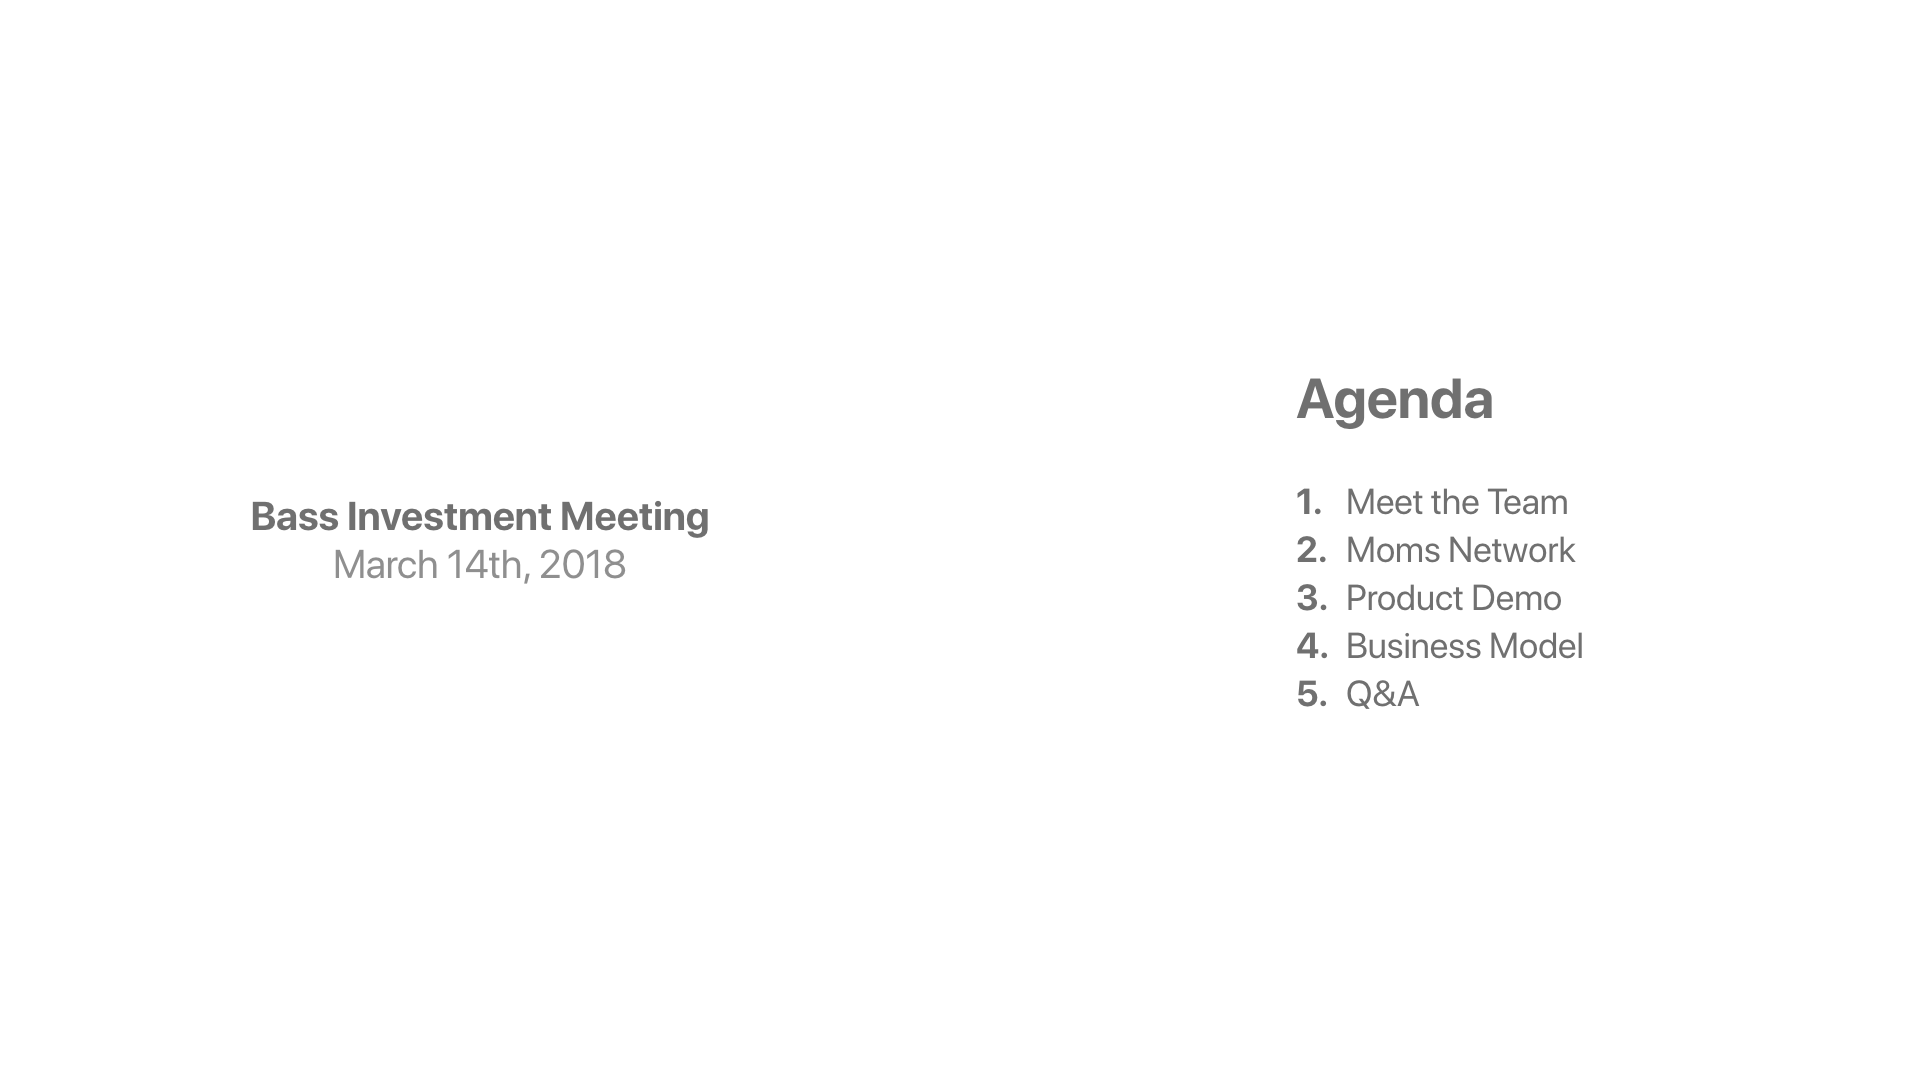 Bass Investment Meeting
March 14th, 2018
Agenda
1. Meet the Team
2. Moms Network
3. Product Demo
4. Business Model
5. Q&A